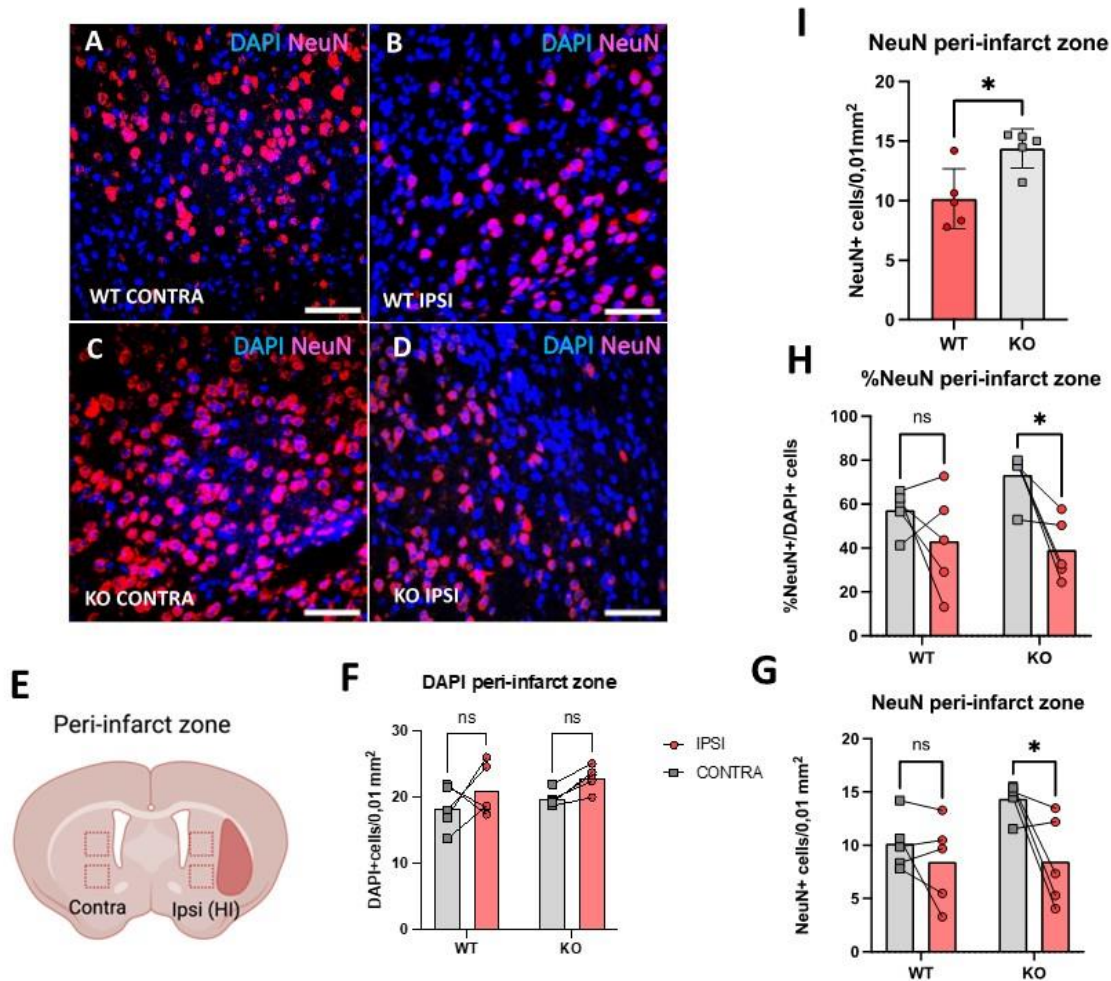 A
DAPI NeuN
WT CONTRA
B
DAPI NeuN
WT IPSI
C
DAPI NeuN
KO CONTRA
D
DAPI NeuN
KO IPSI
E
Peri-infarct zone
Contra
Ipsi (HI)
F
DAPI peri-infarct zone
DAPI+cells/0,01 mm²
30
20
10
0
ns
ns
WT
KO
IPSI
CONTRA
I
NeuN peri-infarct zone
NeuN+ cells/0,01mm²
20
15
10
5
0
*
WT
KO
H
%NeuN peri-infarct zone
%NeuN+/DAPI+ cells
100
80
60
40
20
0
ns
*
WT
KO
G
NeuN peri-infarct zone
NeuN+ cells/0,01 mm²
20
15
10
5
0
ns
*
WT
KO